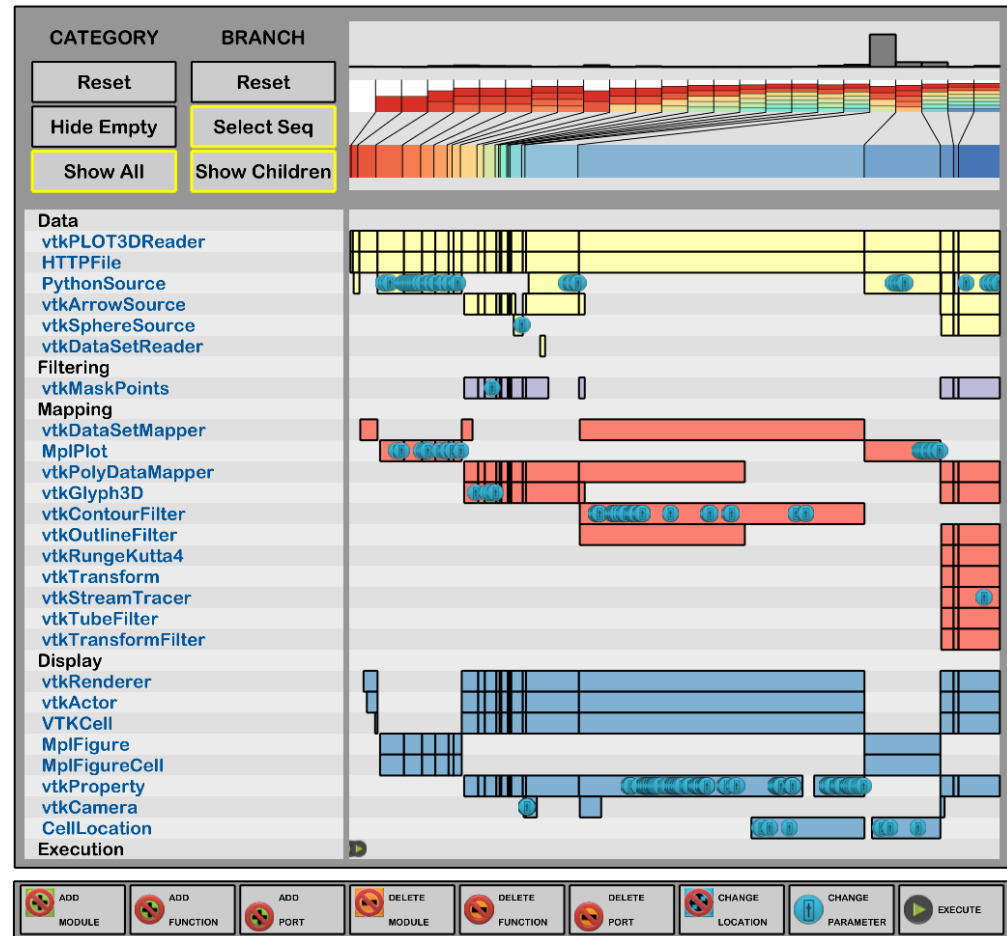 CATEGORY BRANCH
Reset Reset
Hide Empty Select Seq
Show All Show Children
Data
vtkPLOT3DReader
HTTPFile
PythonSource
vtkArrowSource
vtkSphereSource
vtkDataSetReader
Filtering
vtkMaskPoints
Mapping
vtkDataSetMapper
MplPlot
vtkPolyDataMapper
vtkGlyph3D
vtkContourFilter
vtkOutlineFilter
vtkRungeKutta4
vtkTransform
vtkStreamTracer
vtkTubeFilter
vtkTransformFilter
Display
vtkRenderer
vtkActor
VTKCell
MplFigure
MplFigureCell
vtkProperty
vtkCamera
CellLocation
Execution
ADD MODULE
ADD FUNCTION
ADD PORT
DELETE MODULE
DELETE FUNCTION
DELETE PORT
CHANGE LOCATION
CHANGE PARAMETER
EXECUTE